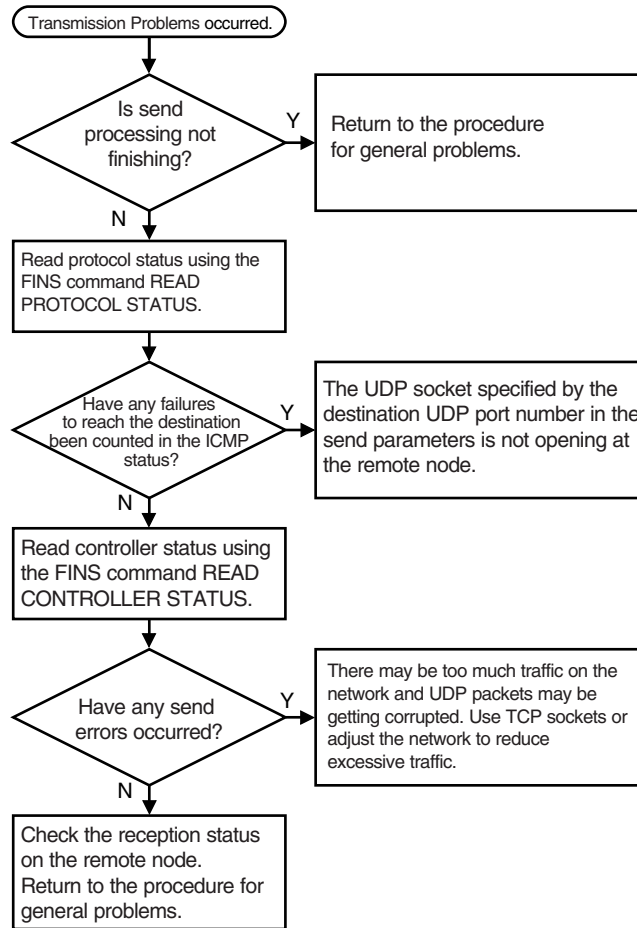 Transmission Problems occurred.
Is send
processing not
finishing?
Y
Return to the procedure
for general problems.
N
Read protocol status using the
FINS command READ
PROTOCOL STATUS.
Have any failures
to reach the destination
been counted in the ICMP
status?
Y
The UDP socket specified by the
destination UDP port number in the
send parameters is not opening at
the remote node.
N
Read controller status using
the FINS command READ
CONTROLLER STATUS.
Have any send
errors occurred?
Y
There may be too much traffic on the
network and UDP packets may be
getting corrupted. Use TCP sockets or
adjust the network to reduce
excessive traffic.
N
Check the reception status
on the remote node.
Return to the procedure for
general problems.